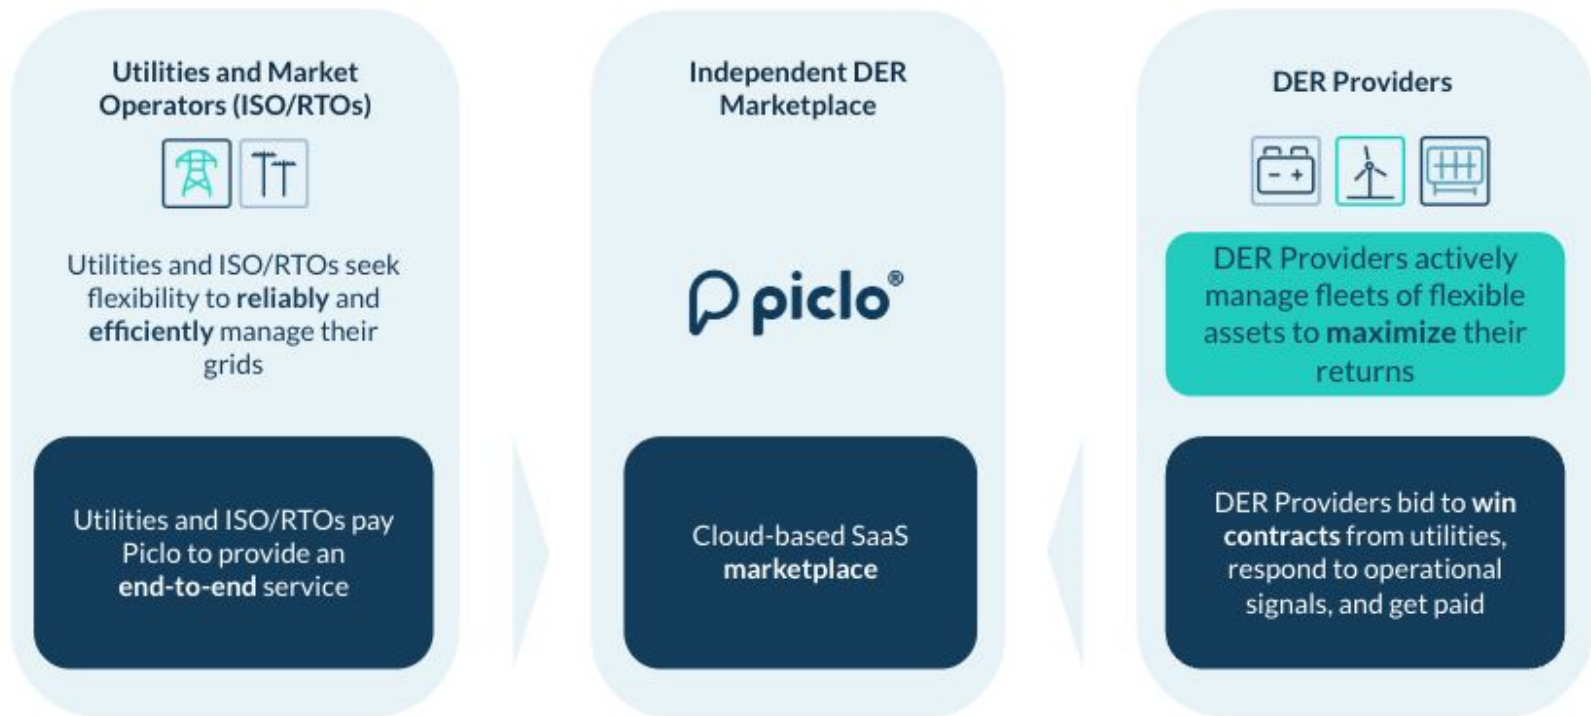 Utilities and Market
Operators (ISO/RTOs)
Utilities and ISO/RTOs seek
flexibility to reliably and
efficiently manage their
grids
Utilities and ISO/RTOs pay
Piclo to provide an
end-to-end service
Independent DER
Marketplace
piclo®
Cloud-based SaaS
marketplace
DER Providers
DER Providers actively
manage fleets of flexible
assets to maximize their
returns
DER Providers bid to win
contracts from utilities,
respond to operational
signals, and get paid